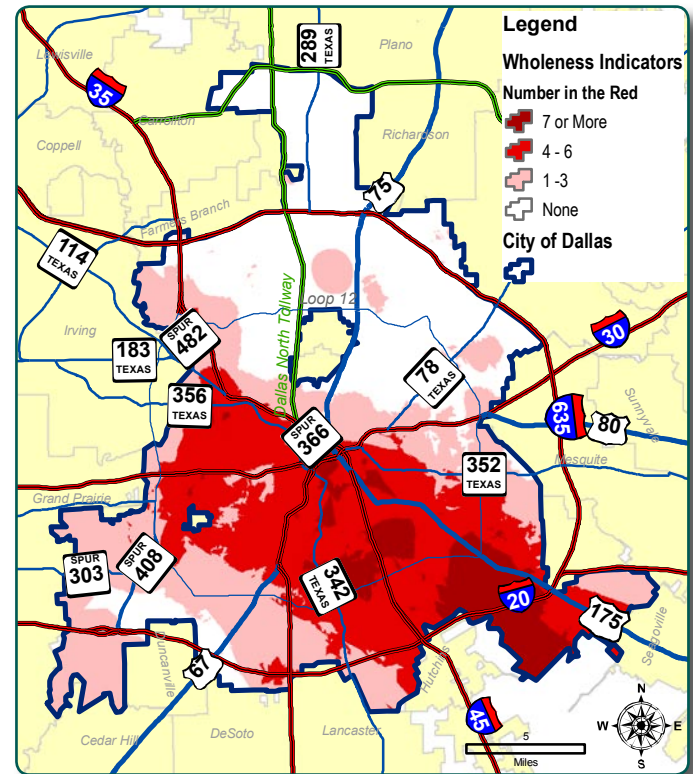 Legend
Wholeness Indicators
Number in the Red
7 or More
4 - 6
1 -3
None
City of Dallas
289
TEXAS
Plano
Lewisville
35
Carrollton
Richardson
Coppell
75
Farmers Branch
114
TEXAS
Dallas North Tollway
Loop 12
Irving
SPUR
482
183
TEXAS
30
78
TEXAS
356
TEXAS
Sunnyvale
SPUR
366
635
80
352
TEXAS
Mesquite
Grand Prairie
SPUR
303
SPUR
408
342
TEXAS
20
175
Seagoville
Duncanville
67
Hutchins
45
Cedar Hill
DeSoto
Lancaster
5
Miles
N
W
E
S